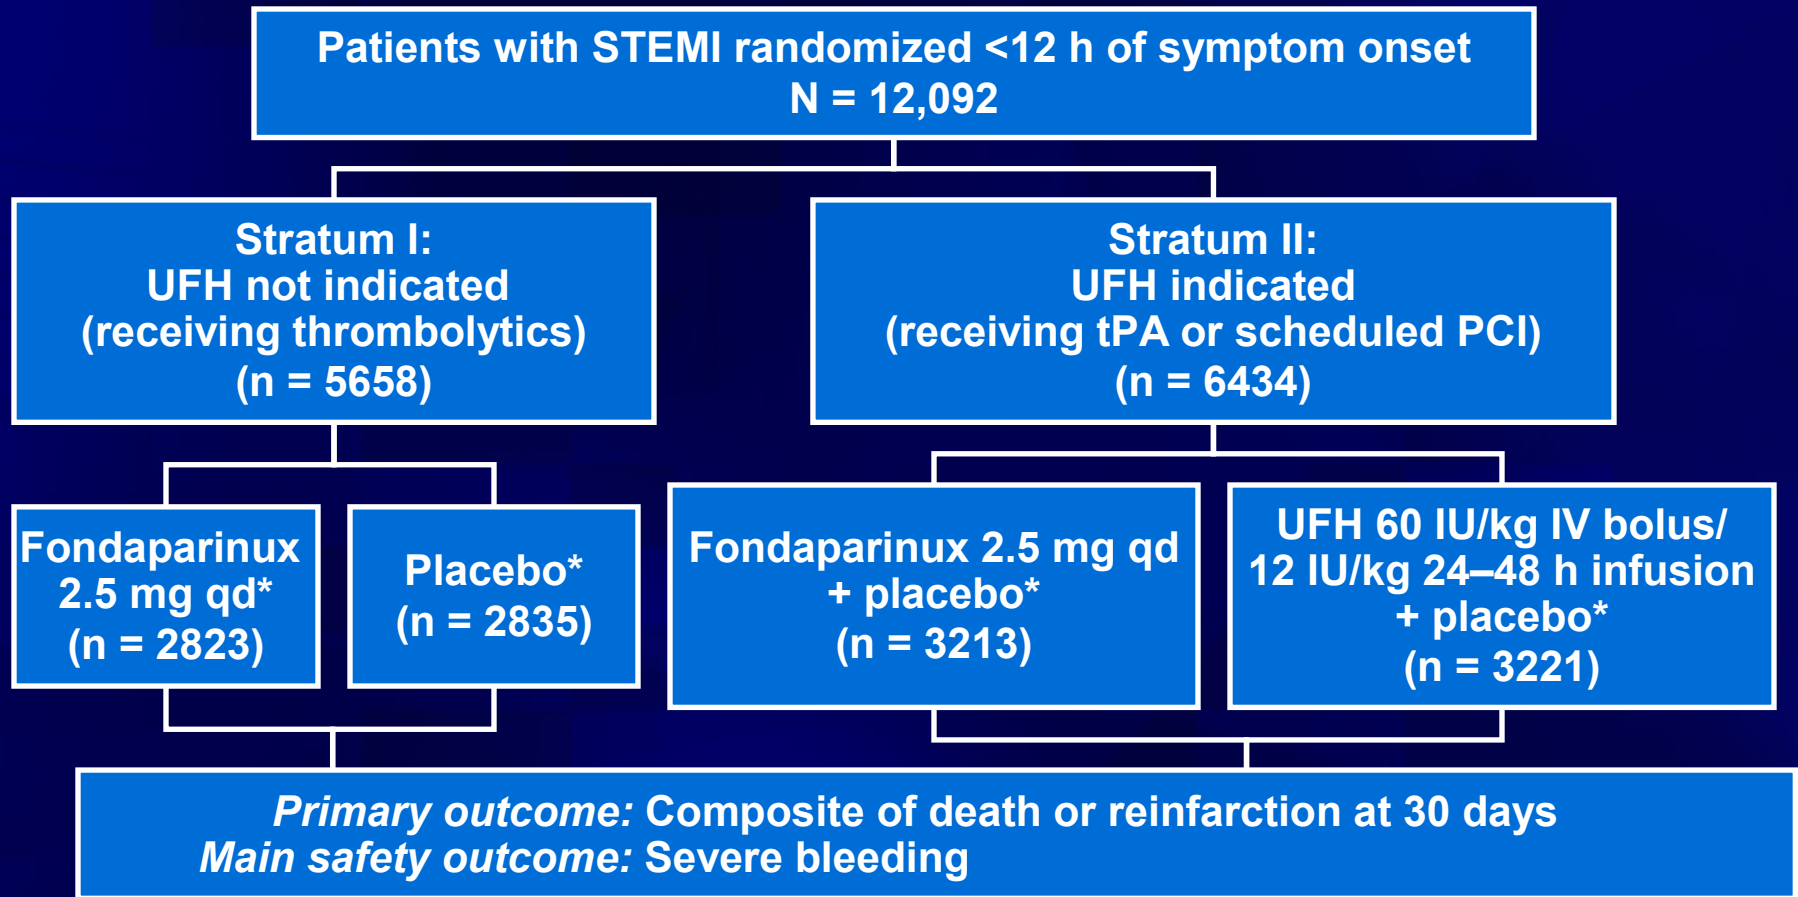 Patients with STEMI randomized <12 h of symptom onset
N = 12,092
Stratum I:
UFH not indicated
(receiving thrombolytics)
(n = 5658)
Stratum II:
UFH indicated
(receiving tPA or scheduled PCI)
(n = 6434)
Fondaparinux
2.5 mg qd*
(n = 2823)
Placebo*
(n = 2835)
Fondaparinux 2.5 mg qd
+ placebo*
(n = 3213)
UFH 60 IU/kg IV bolus/
12 IU/kg 24–48 h infusion
+ placebo*
(n = 3221)
Primary outcome: Composite of death or reinfarction at 30 days
Main safety outcome: Severe bleeding